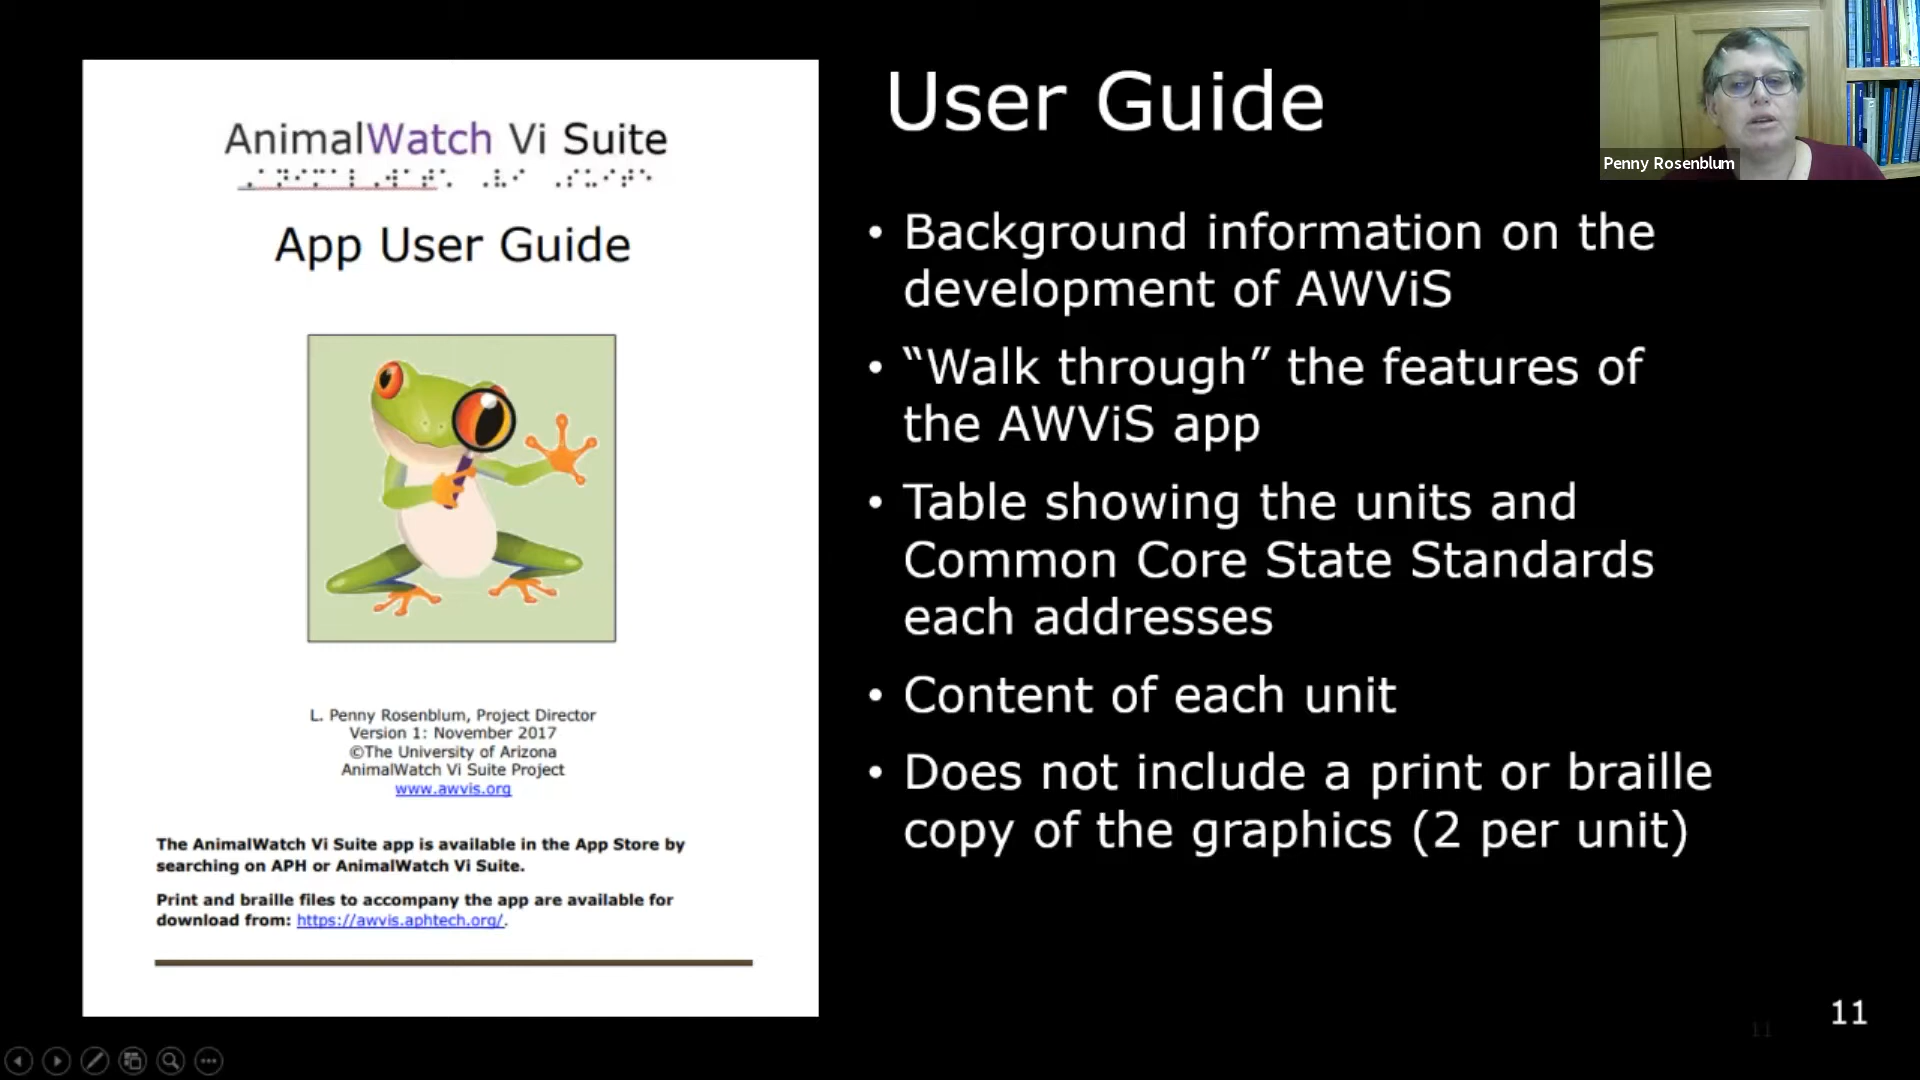 AnimalWatch Vi Suite
App User Guide
L. Penny Rosenblum, Project Director
Version 1: November 2017
©The University of Arizona
AnimalWatch Vi Suite Project
www.awvis.org
The AnimalWatch Vi Suite app is available in the App Store by
searching on APH or AnimalWatch Vi Suite.
Print and braille files to accompany the app are available for
download from: https://awvis.aphtech.org/.
User Guide
• Background information on the
development of AWViS
• “Walk through” the features of
the AWViS app
• Table showing the units and
Common Core State Standards
each addresses
• Content of each unit
• Does not include a print or braille
copy of the graphics (2 per unit)
Penny Rosenblum
11
11